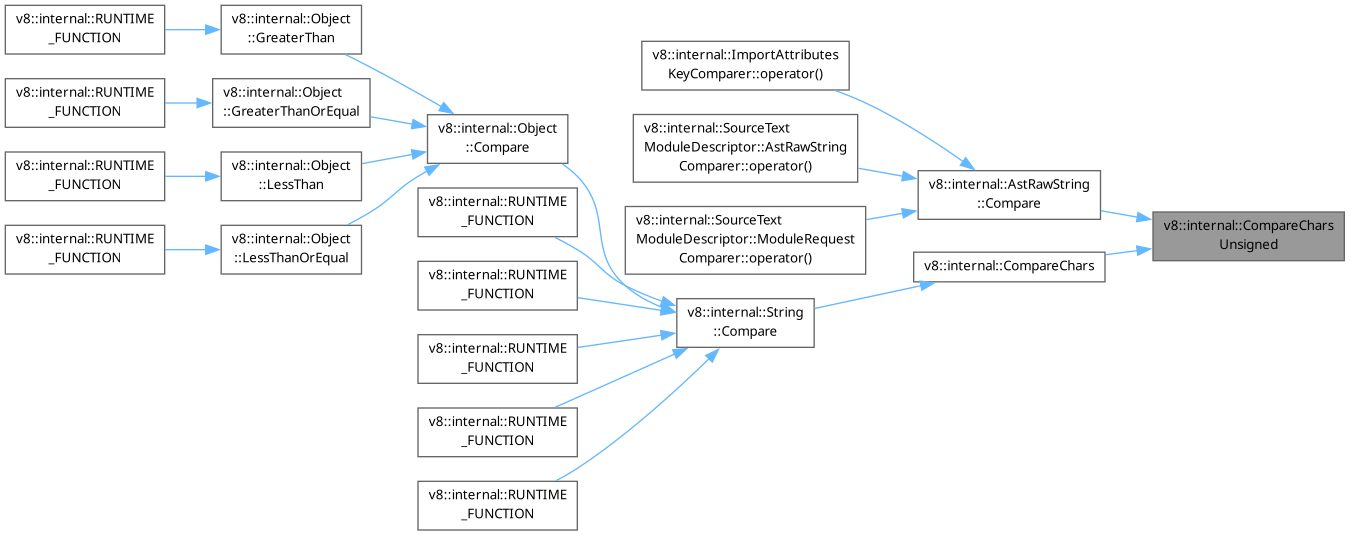 v8::internal::RUNTIME
_FUNCTION
v8::internal::Object
::GreaterThan
v8::internal::RUNTIME
_FUNCTION
v8::internal::Object
::GreaterThanOrEqual
v8::internal::RUNTIME
_FUNCTION
v8::internal::Object
::LessThan
v8::internal::RUNTIME
_FUNCTION
v8::internal::Object
::LessThanOrEqual
v8::internal::Object
::Compare
v8::internal::RUNTIME
_FUNCTION
v8::internal::RUNTIME
_FUNCTION
v8::internal::RUNTIME
_FUNCTION
v8::internal::RUNTIME
_FUNCTION
v8::internal::RUNTIME
_FUNCTION
v8::internal::ImportAttributes
KeyComparer::operator()
v8::internal::SourceText
ModuleDescriptor::AstRawString
Comparer::operator()
v8::internal::SourceText
ModuleDescriptor::ModuleRequest
Comparer::operator()
v8::internal::String
::Compare
v8::internal::AstRawString
::Compare
v8::internal::CompareChars
v8::internal::CompareChars
Unsigned